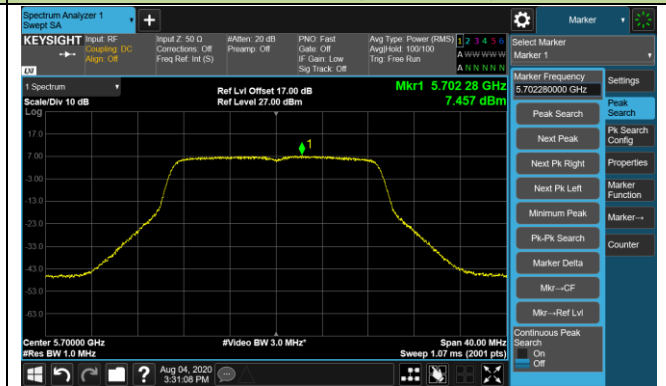 Spectrum Analyzer 1
Swept SA
Marker
KEYSIGHT
Input: RF
Coupling: DC
Align: Off
Input Z: 50 Ω
Corrections: Off
Freq Ref: Int (S)
#Atten: 20 dB
Preamp: Off
PNO: Fast
Gate: Off
IF Gain: Low
Sig Track: Off
Avg Type: Power (RMS)
Avg|Hold: 100/100
Trig: Free Run
1 2 3 4 5 6
A W W W W W
A N N N N N
LXI
Select Marker
Marker 1
1 Spectrum
Scale/Div 10 dB
Log
Ref Lvl Offset 17.00 dB
Ref Level 27.00 dBm
Mkr1 5.702 28 GHz
7.457 dBm
17.0
7.00
-3.00
-13.0
-23.0
-33.0
-43.0
-53.0
-63.0
1
Center 5.70000 GHz
#Res BW 1.0 MHz
#Video BW 3.0 MHz*
Span 40.00 MHz
Sweep 1.07 ms (2001 pts)
Marker Frequency
5.702280000 GHz
Peak Search
Next Peak
Next Pk Right
Next Pk Left
Minimum Peak
Pk-Pk Search
Marker Delta
Mkr→CF
Mkr→Ref Lvl
Continuous Peak
Search
On
Off
Settings
Peak
Search
Pk Search
Config
Properties
Marker
Function
Marker→
Counter
?
Aug 04, 2020
3:31:08 PM